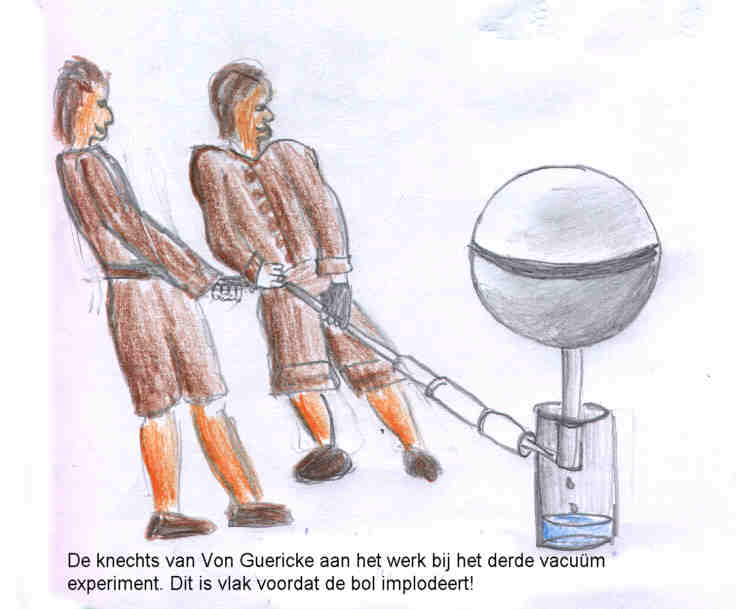 De knechts van Von Guericke aan het werk bij het derde vacuüm
experiment. Dit is vlak voordat de bol implodeert!